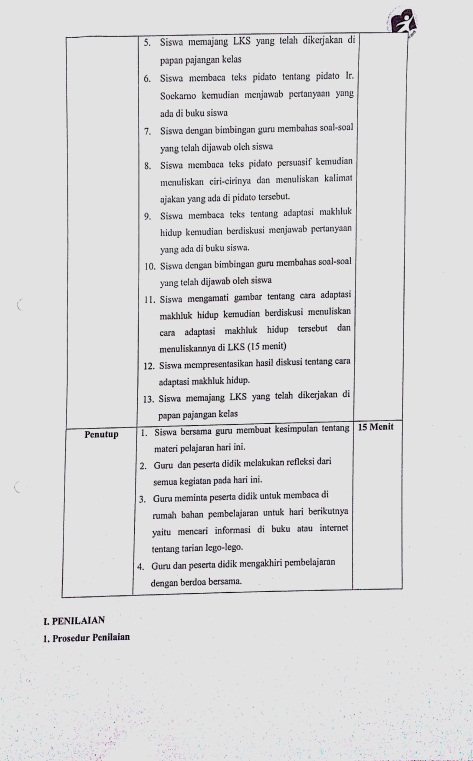 5. Siswa memajang LKS yang telah dikerjakan di
papan pajangan kelas
6. Siswa membaca teks pidato tentang pidato Ir.
Soekarno kemudian menjawab pertanyaan yang
ada di buku siswa
7. Siswa dengan bimbingan guru membahas soal-soal
yang telah dijawab oleh siswa
8. Siswa membaca teks pidato persuasif kemudian
menuliskan ciri-cirinya dan menuliskan kalimat
ajakan yang ada di pidato tersebut.
9. Siswa membaca teks tentang adaptasi makhluk
hidup kemudian berdiskusi menjawab pertanyaan
yang ada di buku siswa.
10. Siswa dengan bimbingan guru membahas soal-soal
yang telah dijawab oleh siswa
11. Siswa mengamati gambar tentang cara adaptasi
makhluk hidup kemudian berdiskusi menuliskan
cara adaptasi makhluk hidup tersebut dan
menuliskannya di LKS (15 menit)
12. Siswa mempresentasikan hasil diskusi tentang cara
adaptasi makhluk hidup.
13. Siswa memajang LKS yang telah dikerjakan di
papan pajangan kelas
Penutup 1. Siswa bersama guru membuat kesimpulan tentang 15 Menit
materi pelajaran hari ini.
2. Guru dan peserta didik melakukan refleksi dari
semua kegiatan pada hari ini.
3. Guru meminta peserta didik untuk membaca di
rumah bahan pembelajaran untuk hari berikutnya
yaitu mencari informasi di buku atau internet
tentang tarian lego-lego.
4. Guru dan peserta didik mengakhiri pembelajaran
dengan berdoa bersama.
I. PENILAIAN
1. Prosedur Penilaian